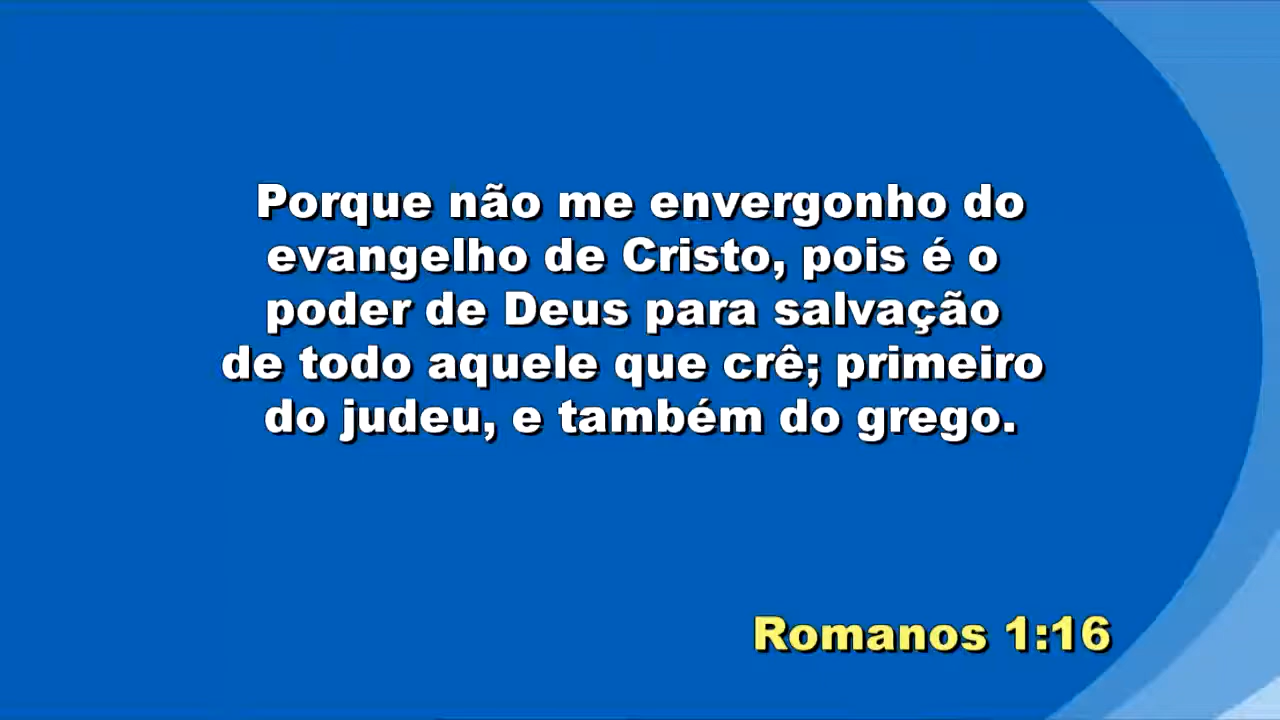 Porque não me envergonho do
evangelho de Cristo, pois é o
poder de Deus para salvação
de todo aquele que crê; primeiro
do judeu, e também do grego.
Romanos 1:16